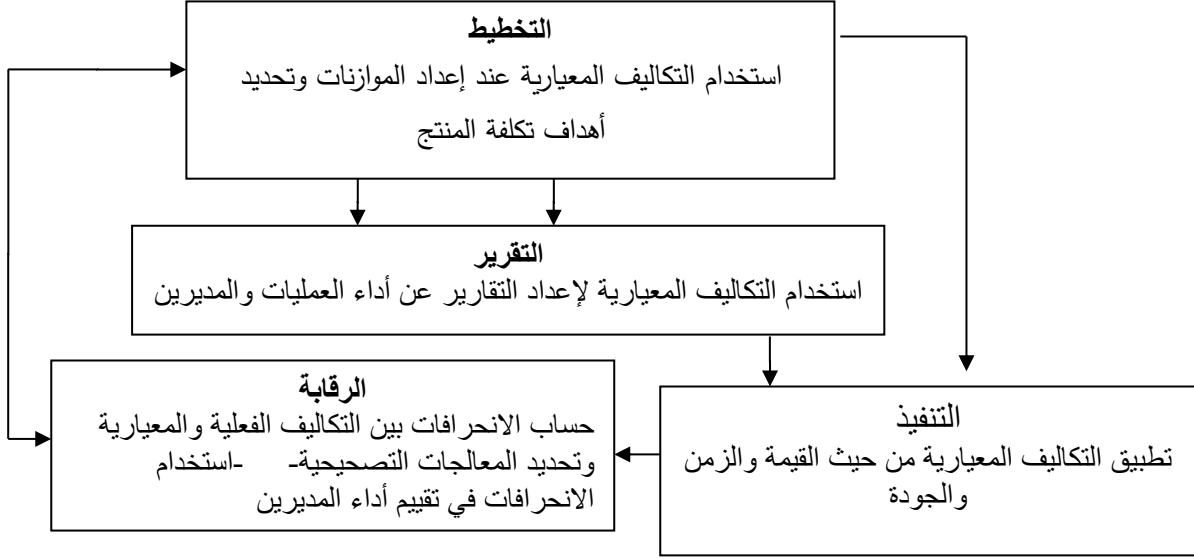 التخطيط
استخدام التكاليف المعيارية عند إعداد الموازنات وتحديد
أهداف تكلفة المنتج
التقرير
استخدام التكاليف المعيارية لإعداد التقارير عن أداء العمليات والمديرين
التنفيذ
تطبيق التكاليف المعيارية من حيث القيمة والزمن
والجودة
الرقابة
حساب الانحرافات بين التكاليف الفعلية والمعيارية
وتحديد المعالجات التصحيحية- -استخدام
الانحرافات في تقييم أداء المديرين